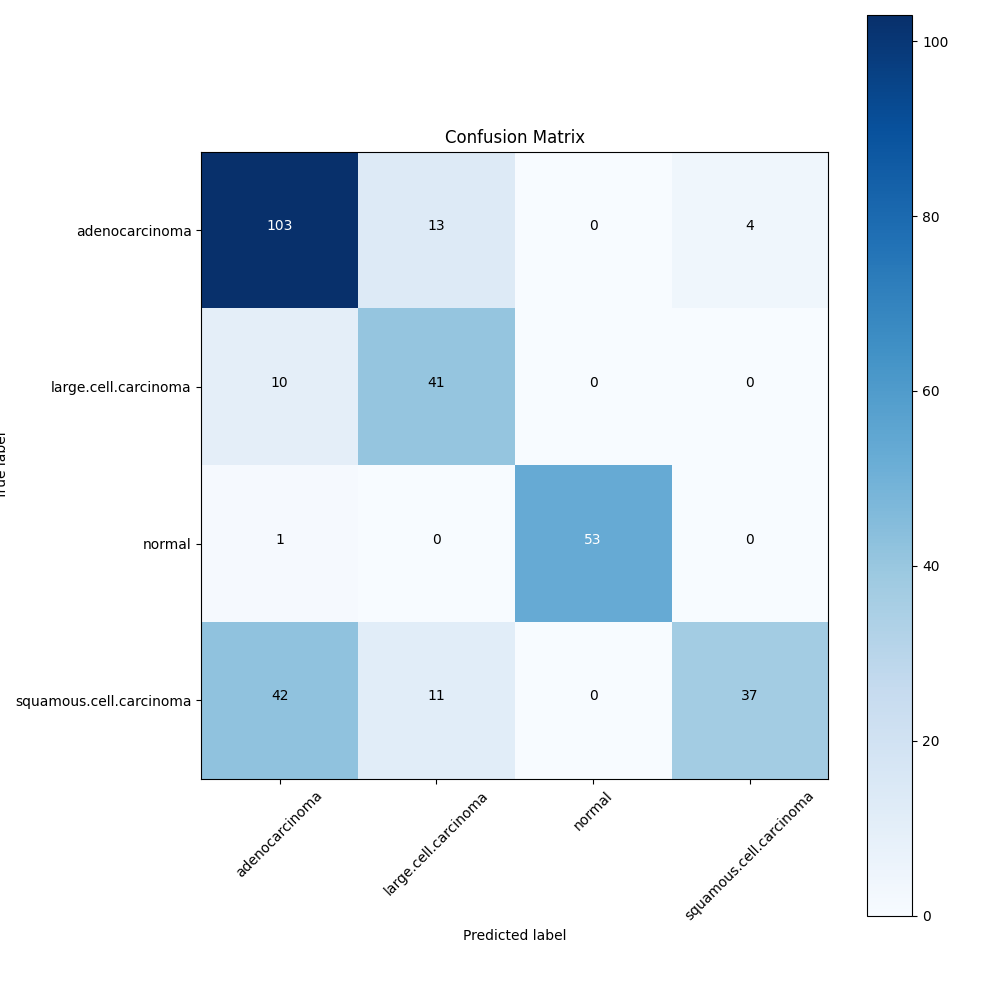 Confusion Matrix
adenocarcinoma 103 13 0 4
large.cell.carcinoma 10 41 0 0
normal 1 0 53 0
squamous.cell.carcinoma 42 11 0 37
adenocarcinoma large.cell.carcinoma normal squamous.cell.carcinoma
Predicted label
True label
100
80
60
40
20
0